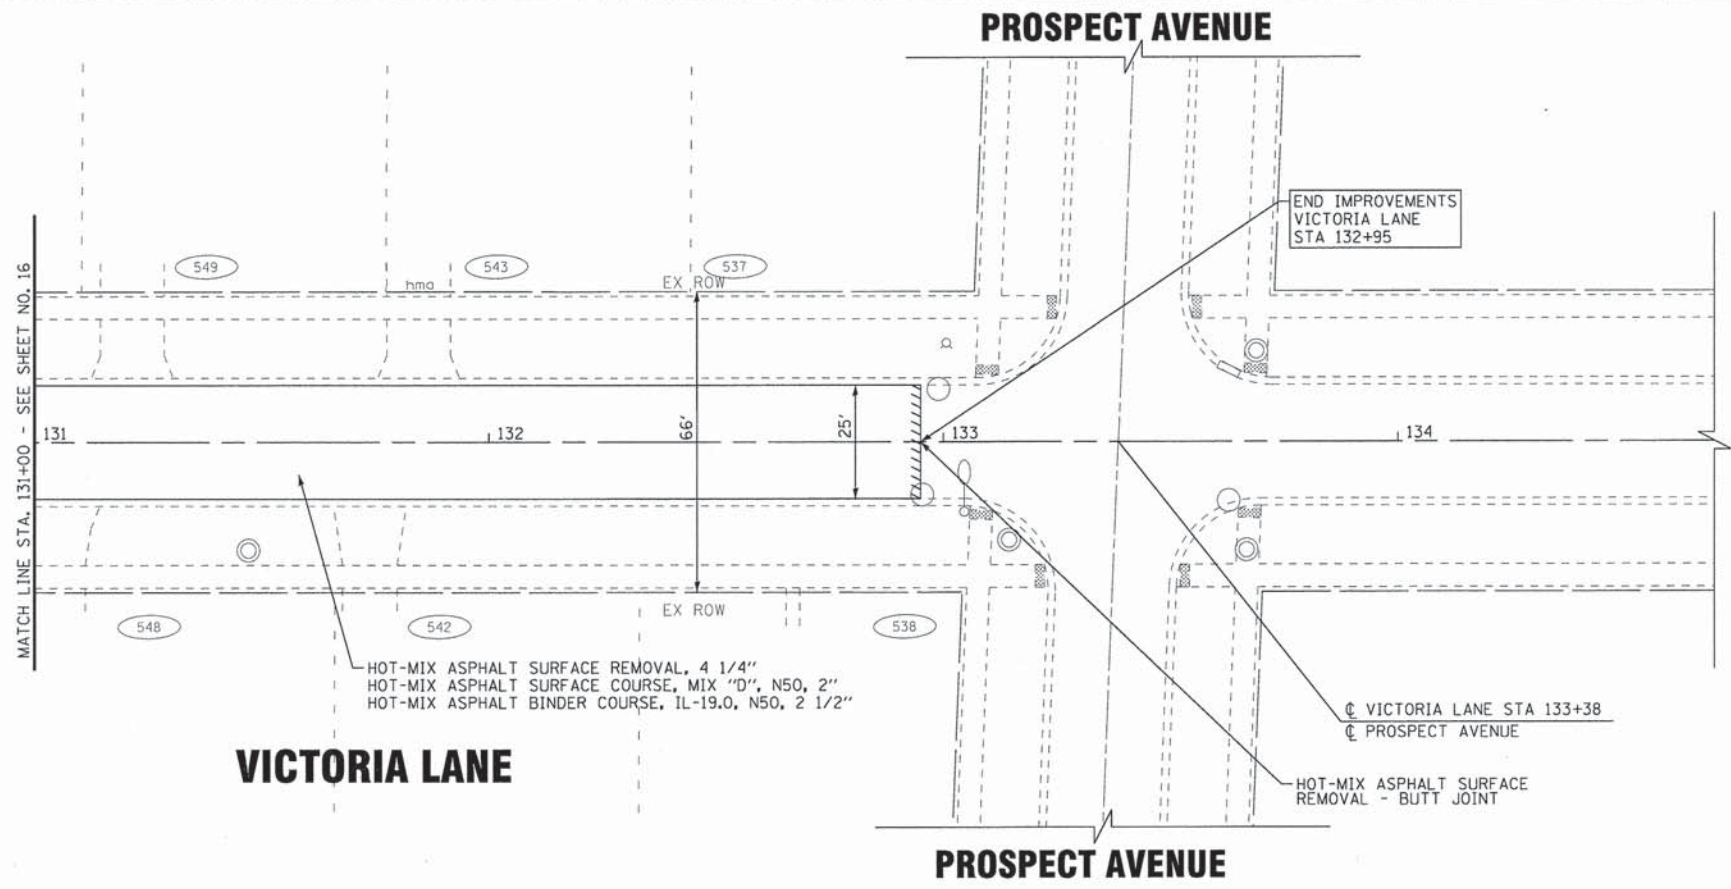 PROSPECT AVENUE
END IMPROVEMENTS
VICTORIA LANE
STA 132+95
549
543
537
hma
EX ROW
MATCH LINE STA. 131+00 - SEE SHEET NO. 16
131
132
66'
25'
133
134
EX ROW
548
542
538
HOT-MIX ASPHALT SURFACE REMOVAL, 4 1/4"
HOT-MIX ASPHALT SURFACE COURSE, MIX "D", N50, 2"
HOT-MIX ASPHALT BINDER COURSE, IL-19.0, N50, 2 1/2"
℄ VICTORIA LANE STA 133+38
℄ PROSPECT AVENUE
VICTORIA LANE
HOT-MIX ASPHALT SURFACE
REMOVAL - BUTT JOINT
PROSPECT AVENUE